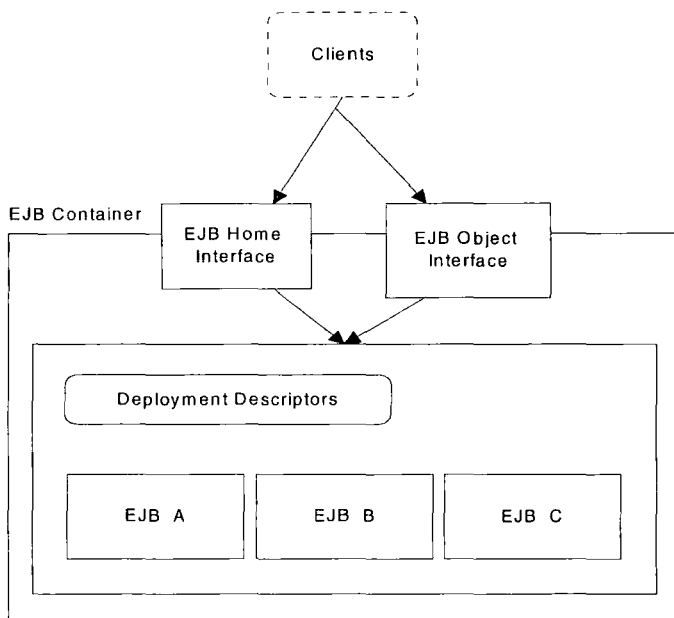 Clients
EJB Container
EJB Home
Interface
EJB Object
Interface
Deployment Descriptors
EJB A
EJB B
EJB C